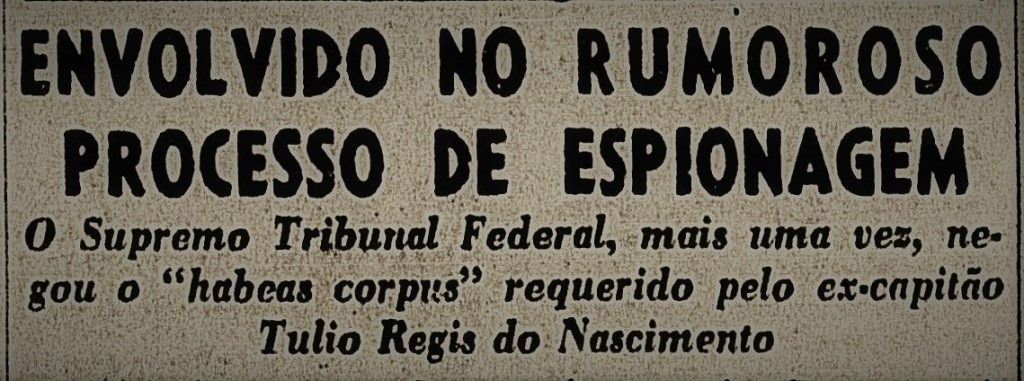 ENVOLVIDO NO RUMOROSO
PROCESSO DE ESPIONAGEM
O Supremo Tribunal Federal, mais uma vez, ne-
gou o "habeas corpus" requerido pelo ex-capitão
Tulio Regis do Nascimento